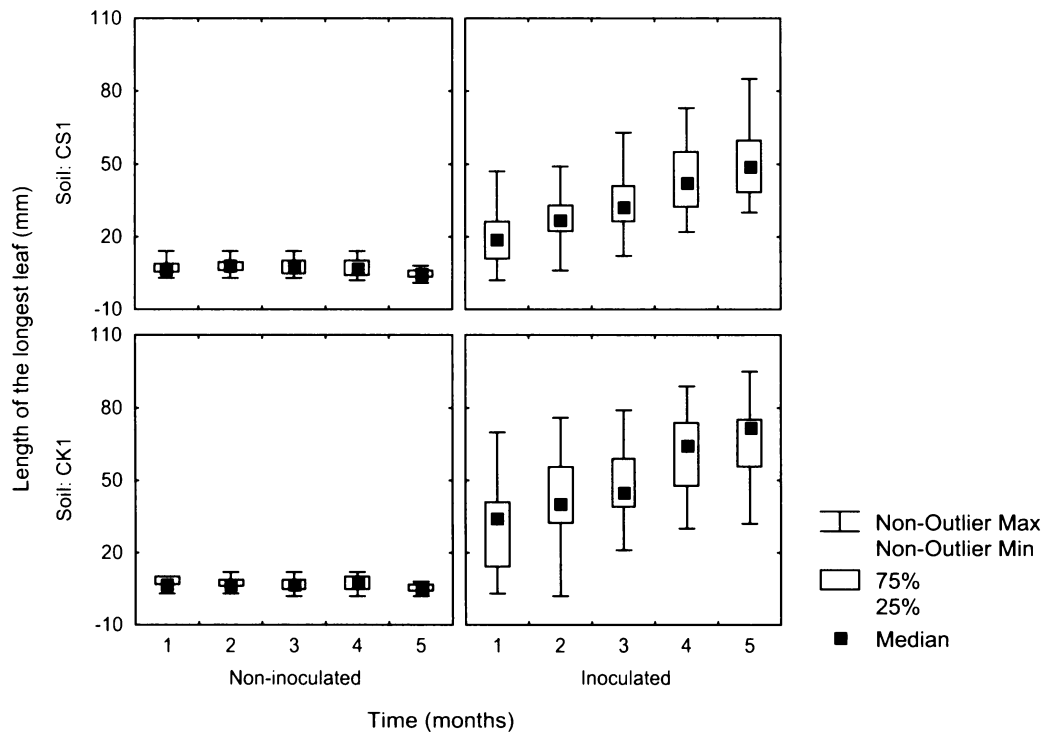 110
80
50
20
-10
Soil: CS1
110
80
50
20
-10
Soil: CK1
Length of the longest leaf (mm)
1 2 3 4 5
Non-inoculated
1 2 3 4 5
Inoculated
Time (months)
Non-Outlier Max
Non-Outlier Min
75%
25%
Median